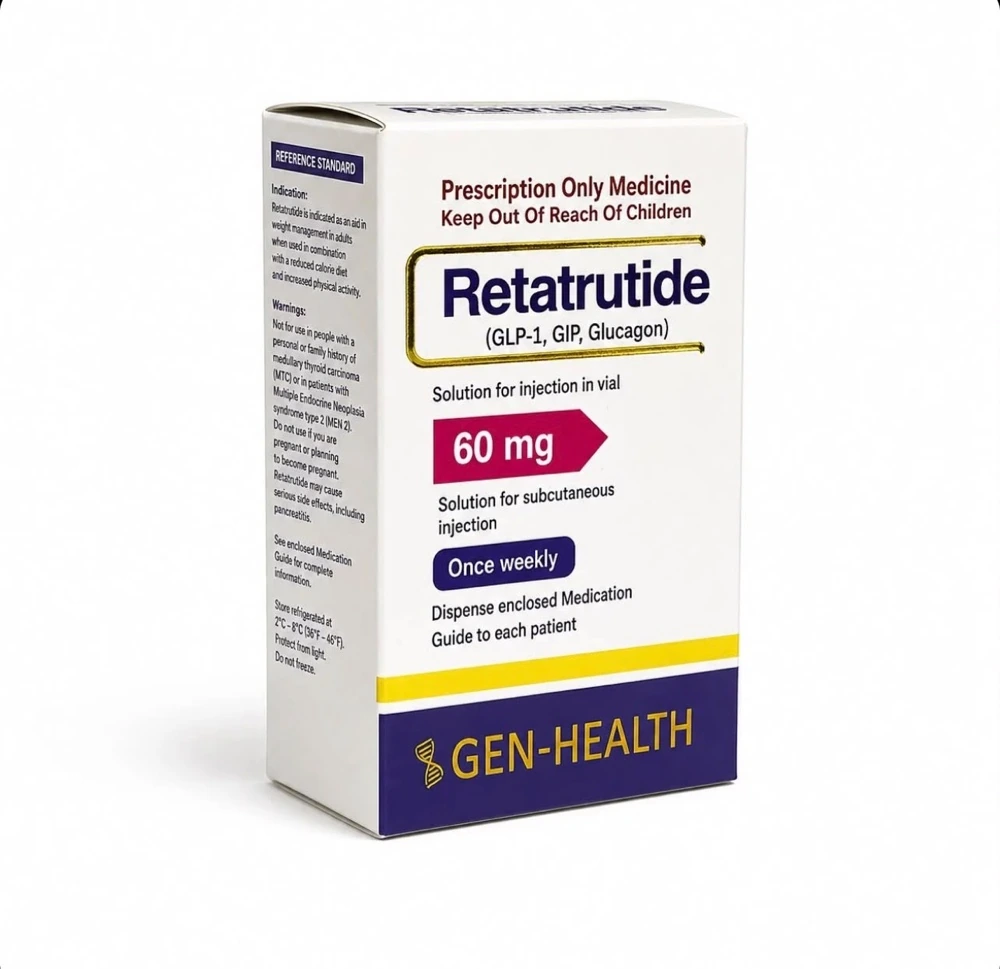 Retatrutide
REFERENCE STANDARD
Indication:
Retatrutide is indicated as an aid in
weight management in adults
when used in combination
with a reduced calorie diet
and increased physical activity.
Warnings:
Not for use in people with a
personal or family history of
medullary thyroid carcinoma
(MTC) or in patients with
Multiple Endocrine Neoplasia
syndrome type 2 (MEN 2).
Do not use if you are
pregnant or planning
to become pregnant.
Retatrutide may cause
serious side effects, including
pancreatitis.
See enclosed Medication
Guide for complete
information.
Store refrigerated at
2°C – 8°C (36°F – 46°F).
Protect from light.
Do not freeze.
Prescription Only Medicine
Keep Out Of Reach Of Children
Retatrutide
(GLP-1, GIP, Glucagon)
Solution for injection in vial
60 mg
Solution for subcutaneous
injection
Once weekly
Dispense enclosed Medication
Guide to each patient
GEN-HEALTH